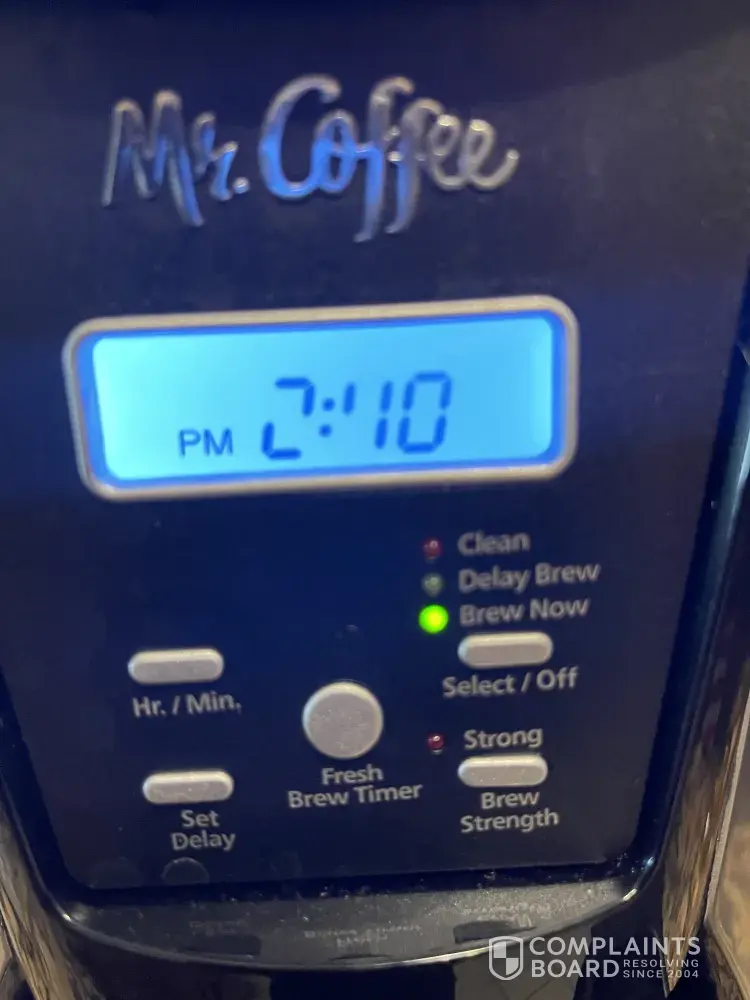 Mr. Coffee
PM 2:10
Clean
Delay Brew
Brew Now
Select / Off
Hr. / Min.
Strong
Fresh
Brew Timer
Brew
Strength
Set
Delay
COMPLAINTS
BOARD RESOLVING
SINCE 2004